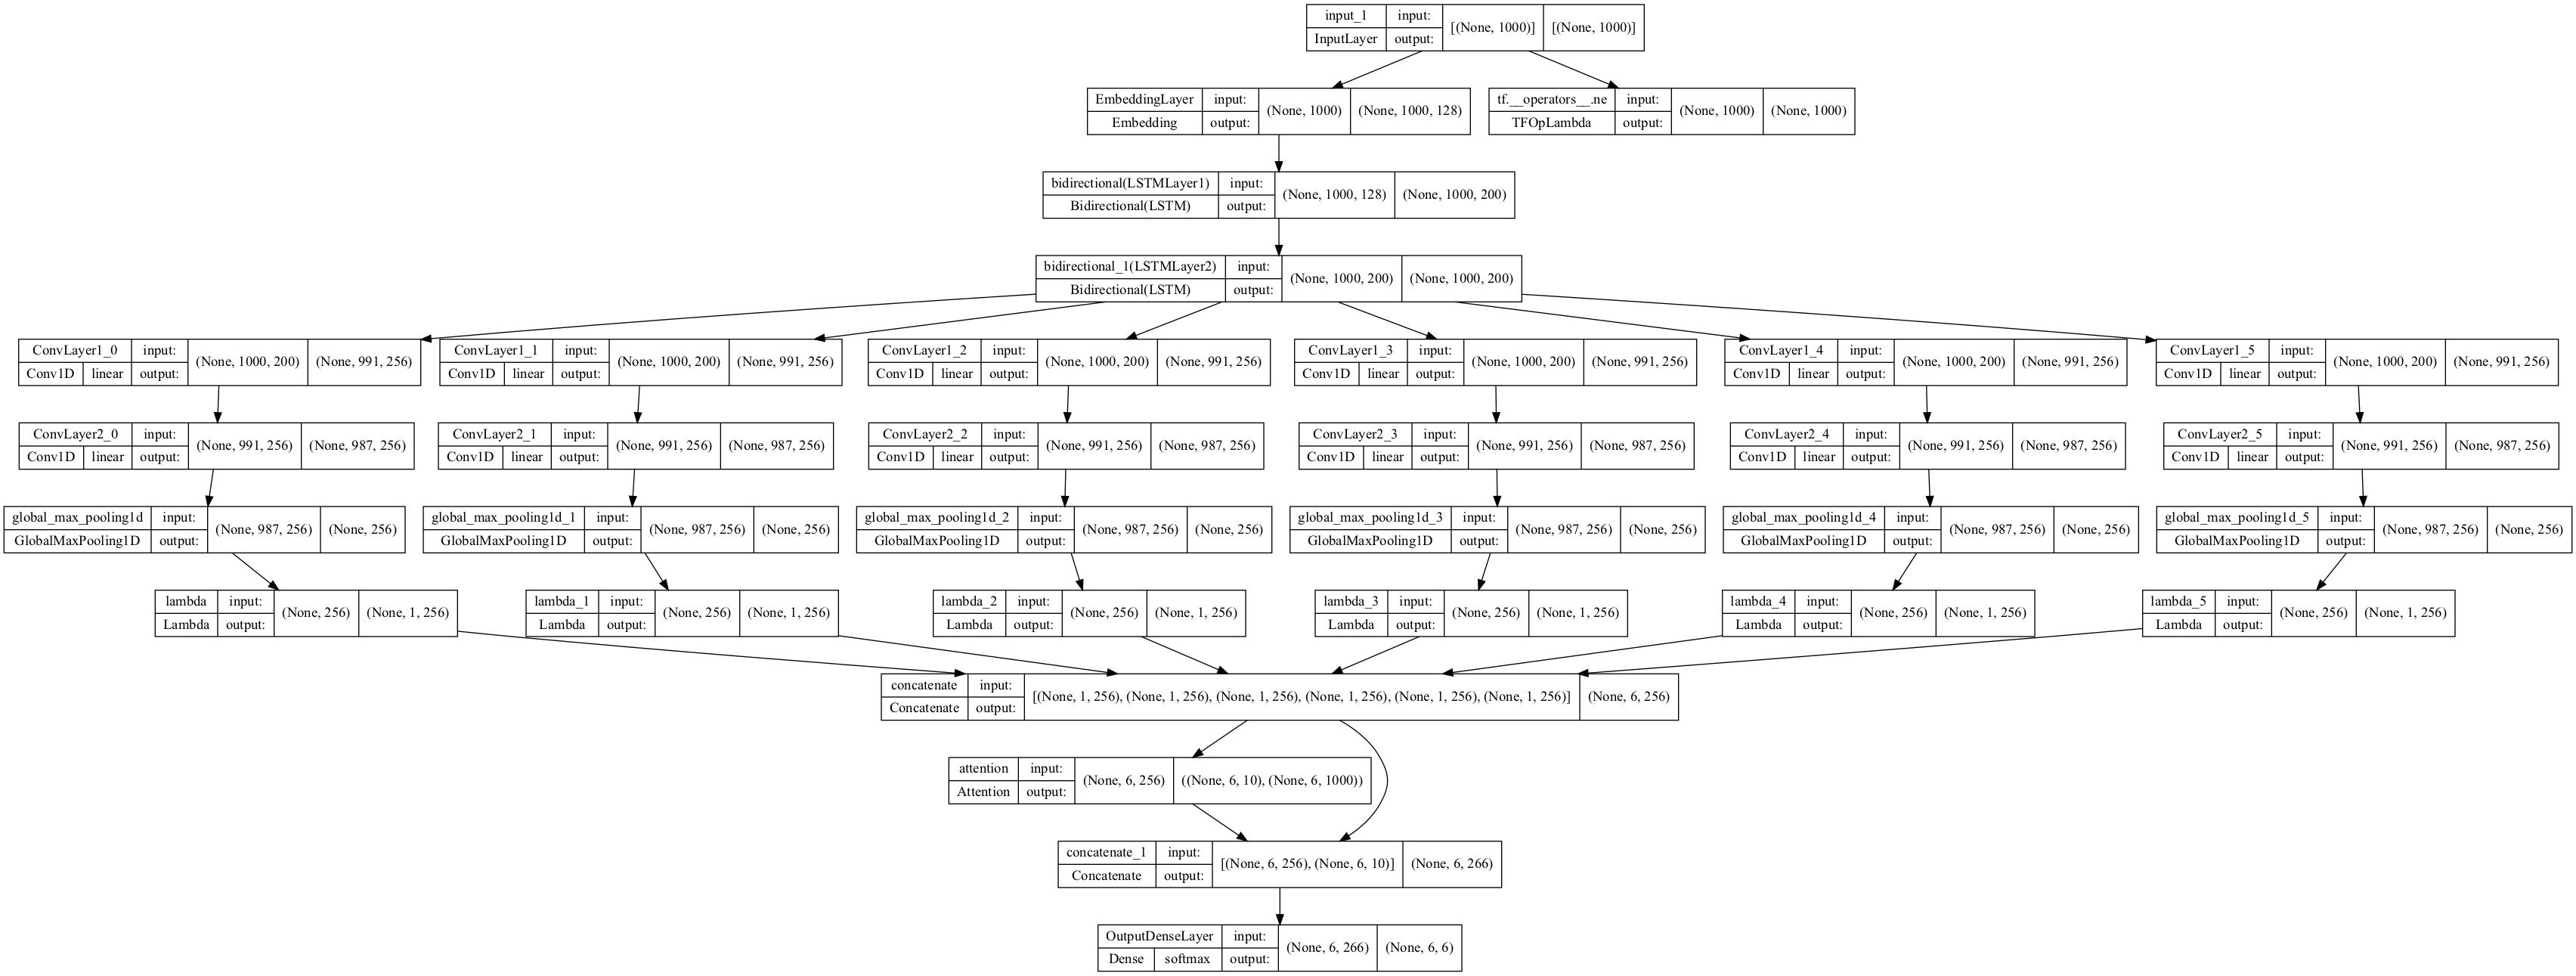 input_1 input: [(None, 1000)] [(None, 1000)]
InputLayer output:
EmbeddingLayer input: (None, 1000) (None, 1000, 128)
Embedding output:
tf.__operators__.ne input: (None, 1000) (None, 1000)
TFOpLambda output:
bidirectional(LSTMLayer1) input: (None, 1000, 128) (None, 1000, 200)
Bidirectional(LSTM) output:
bidirectional_1(LSTMLayer2) input: (None, 1000, 200) (None, 1000, 200)
Bidirectional(LSTM) output:
ConvLayer1_0 input: (None, 1000, 200) (None, 991, 256)
Conv1D linear output:
ConvLayer1_1 input: (None, 1000, 200) (None, 991, 256)
Conv1D linear output:
ConvLayer1_2 input: (None, 1000, 200) (None, 991, 256)
Conv1D linear output:
ConvLayer1_3 input: (None, 1000, 200) (None, 991, 256)
Conv1D linear output:
ConvLayer1_4 input: (None, 1000, 200) (None, 991, 256)
Conv1D linear output:
ConvLayer1_5 input: (None, 1000, 200) (None, 991, 256)
Conv1D linear output:
ConvLayer2_0 input: (None, 991, 256) (None, 987, 256)
Conv1D linear output:
ConvLayer2_1 input: (None, 991, 256) (None, 987, 256)
Conv1D linear output:
ConvLayer2_2 input: (None, 991, 256) (None, 987, 256)
Conv1D linear output:
ConvLayer2_3 input: (None, 991, 256) (None, 987, 256)
Conv1D linear output:
ConvLayer2_4 input: (None, 991, 256) (None, 987, 256)
Conv1D linear output:
ConvLayer2_5 input: (None, 991, 256) (None, 987, 256)
Conv1D linear output:
global_max_pooling1d input: (None, 987, 256) (None, 256)
GlobalMaxPooling1D output:
global_max_pooling1d_1 input: (None, 987, 256) (None, 256)
GlobalMaxPooling1D output:
global_max_pooling1d_2 input: (None, 987, 256) (None, 256)
GlobalMaxPooling1D output:
global_max_pooling1d_3 input: (None, 987, 256) (None, 256)
GlobalMaxPooling1D output:
global_max_pooling1d_4 input: (None, 987, 256) (None, 256)
GlobalMaxPooling1D output:
global_max_pooling1d_5 input: (None, 987, 256) (None, 256)
GlobalMaxPooling1D output:
lambda input: (None, 256) (None, 1, 256)
Lambda output:
lambda_1 input: (None, 256) (None, 1, 256)
Lambda output:
lambda_2 input: (None, 256) (None, 1, 256)
Lambda output:
lambda_3 input: (None, 256) (None, 1, 256)
Lambda output:
lambda_4 input: (None, 256) (None, 1, 256)
Lambda output:
lambda_5 input: (None, 256) (None, 1, 256)
Lambda output:
concatenate input: [(None, 1, 256), (None, 1, 256), (None, 1, 256), (None, 1, 256), (None, 1, 256), (None, 1, 256)] (None, 6, 256)
Concatenate output:
attention input: (None, 6, 256) ((None, 6, 10), (None, 6, 1000))
Attention output:
concatenate_1 input: [(None, 6, 256), (None, 6, 10)] (None, 6, 266)
Concatenate output:
OutputDenseLayer input: (None, 6, 266) (None, 6, 6)
Dense softmax output: